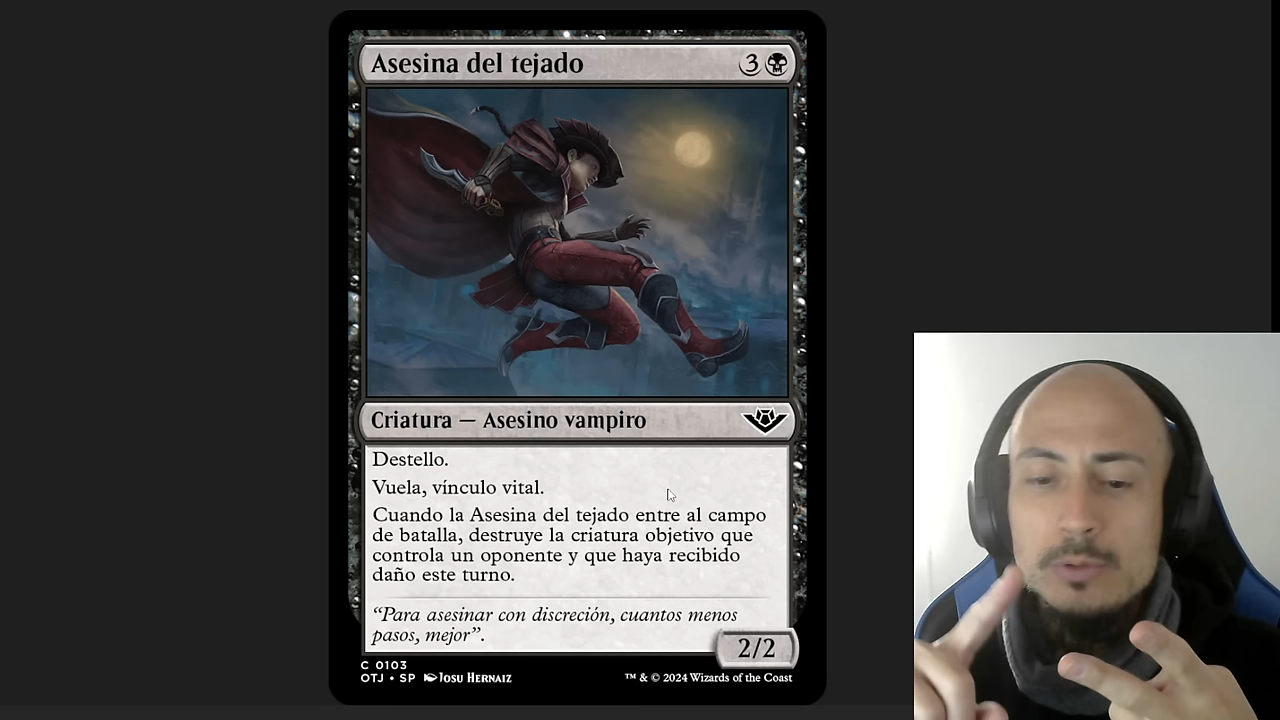 Asesina del tejado 3
Criatura — Asesino vampiro
Destello.
Vuela, vínculo vital.
Cuando la Asesina del tejado entre al campo
de batalla, destruye la criatura objetivo que
controla un oponente y que haya recibido
daño este turno.
“Para asesinar con discreción, cuantos menos
pasos, mejor”.
2/2
C 0103
OTJ • SP Josu Hernaiz ™ & © 2024 Wizards of the Coast